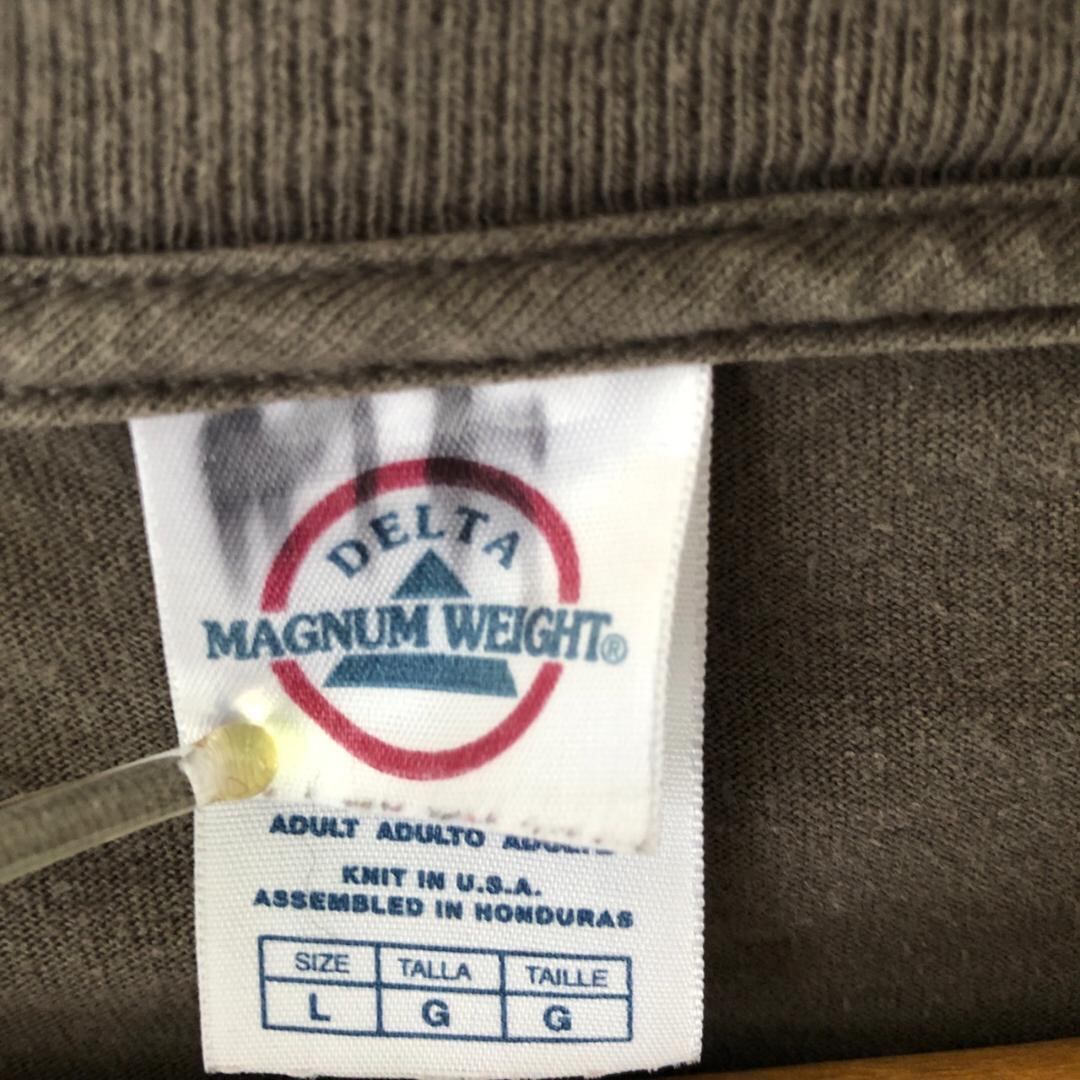 DELTA
MAGNUM WEIGHT®
ADULT ADULTO
KNIT IN U.S.A.
ASSEMBLED IN HONDURAS
SIZE TALLA TAILLE
L G G